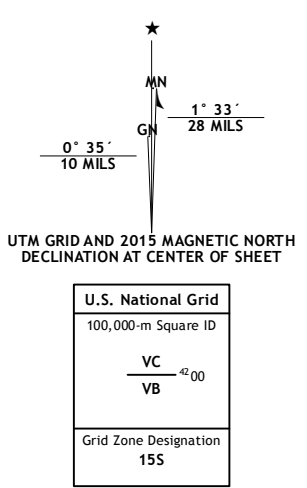 ★
MN
1° 33´
28 MILS
GN
0° 35´
10 MILS
UTM GRID AND 2015 MAGNETIC NORTH
DECLINATION AT CENTER OF SHEET
U.S. National Grid
100,000-m Square ID
VC
4200
VB
Grid Zone Designation
15S